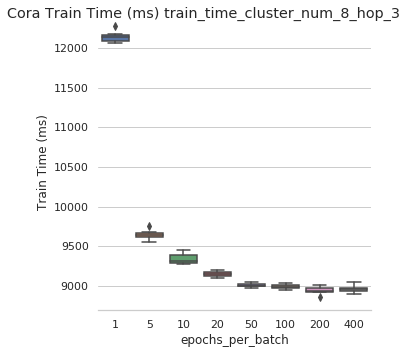 Cora Train Time (ms) train_time_cluster_num_8_hop_3
12000
11500
11000
10500
10000
9500
9000
Train Time (ms)
1 5 10 20 50 100 200 400
epochs_per_batch